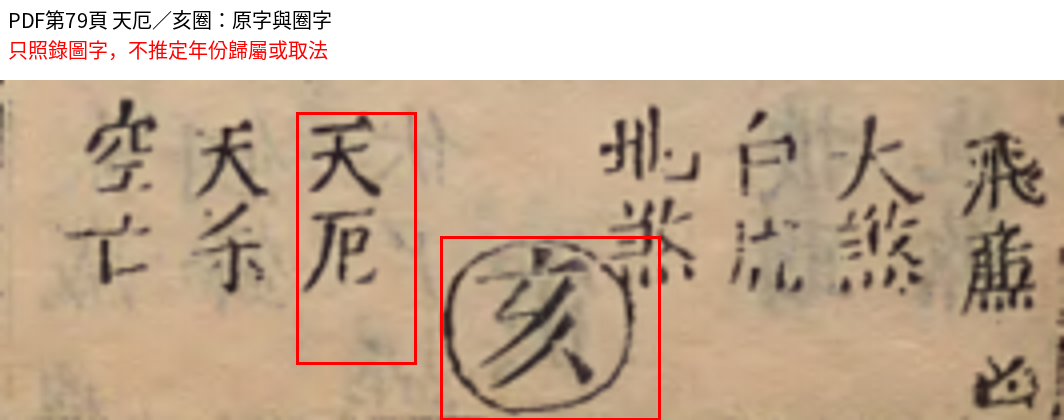 PDF第79頁 天厄／亥圈：原字與圈字
只照錄圖字，不推定年份歸屬或取法
飛廉
凶
大煞
白虎
地煞
亥
天厄
天杀
空亡